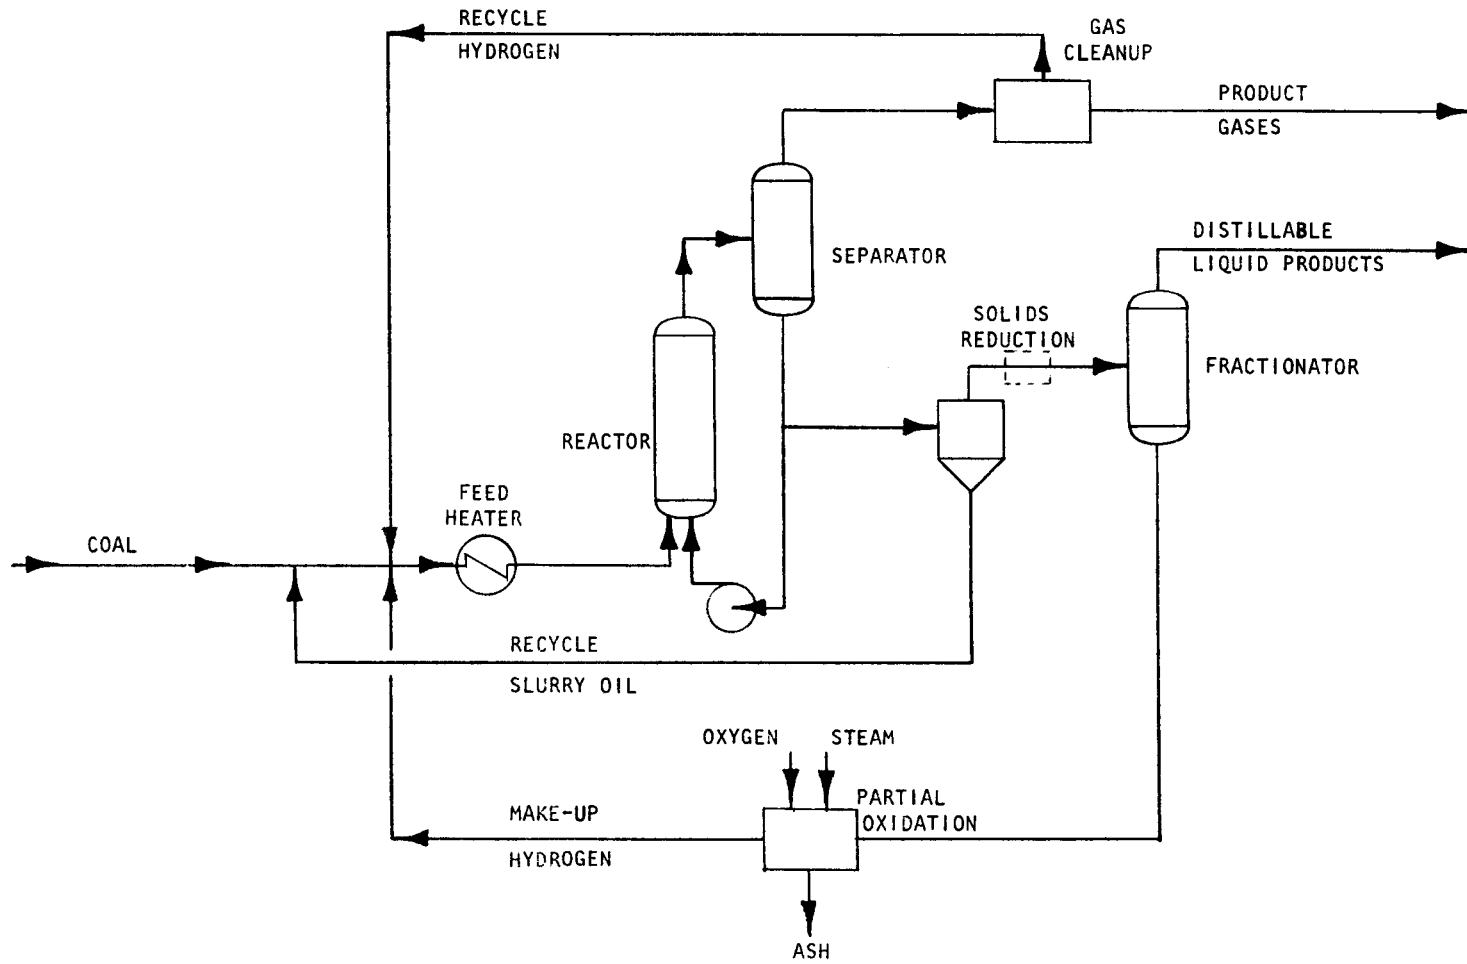 RECYCLE
HYDROGEN
GAS
CLEANUP
PRODUCT
GASES
DISTILLABLE
LIQUID PRODUCTS
SEPARATOR
SOLIDS
REDUCTION
FRACTIONATOR
REACTOR
FEED
HEATER
COAL
RECYCLE
SLURRY OIL
OXYGEN
STEAM
PARTIAL
OXIDATION
MAKE-UP
HYDROGEN
ASH